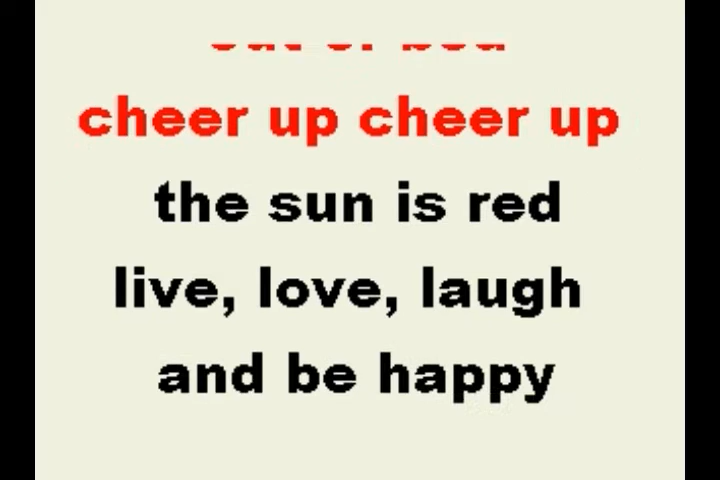 cheer up cheer up
the sun is red
live, love, laugh
and be happy